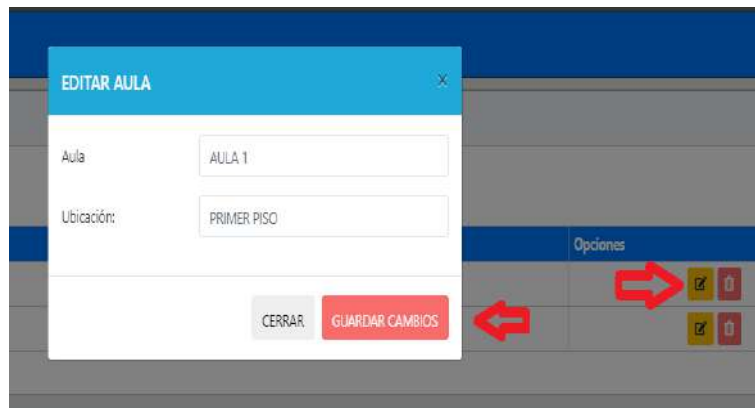 EDITAR AULA X
Aula AULA 1
Ubicación: PRIMER PISO
Opciones
CERRAR GUARDAR CAMBIOS